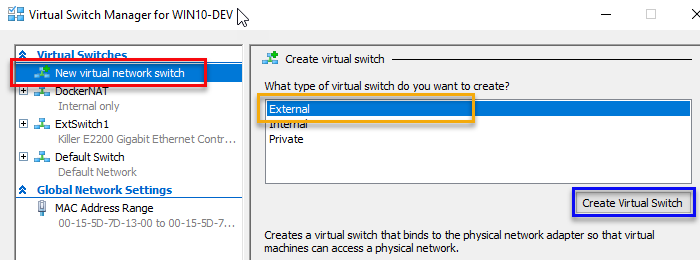 Virtual Switch Manager for WIN10-DEV
Virtual Switches
New virtual network switch
DockerNAT
Internal only
ExtSwitch1
Killer E2200 Gigabit Ethernet Contr...
Default Switch
Default Network
Global Network Settings
MAC Address Range
00-15-5D-7D-13-00 to 00-15-5D-7...
Create virtual switch
What type of virtual switch do you want to create?
External
Internal
Private
Create Virtual Switch
Creates a virtual switch that binds to the physical network adapter so that virtual
machines can access a physical network.